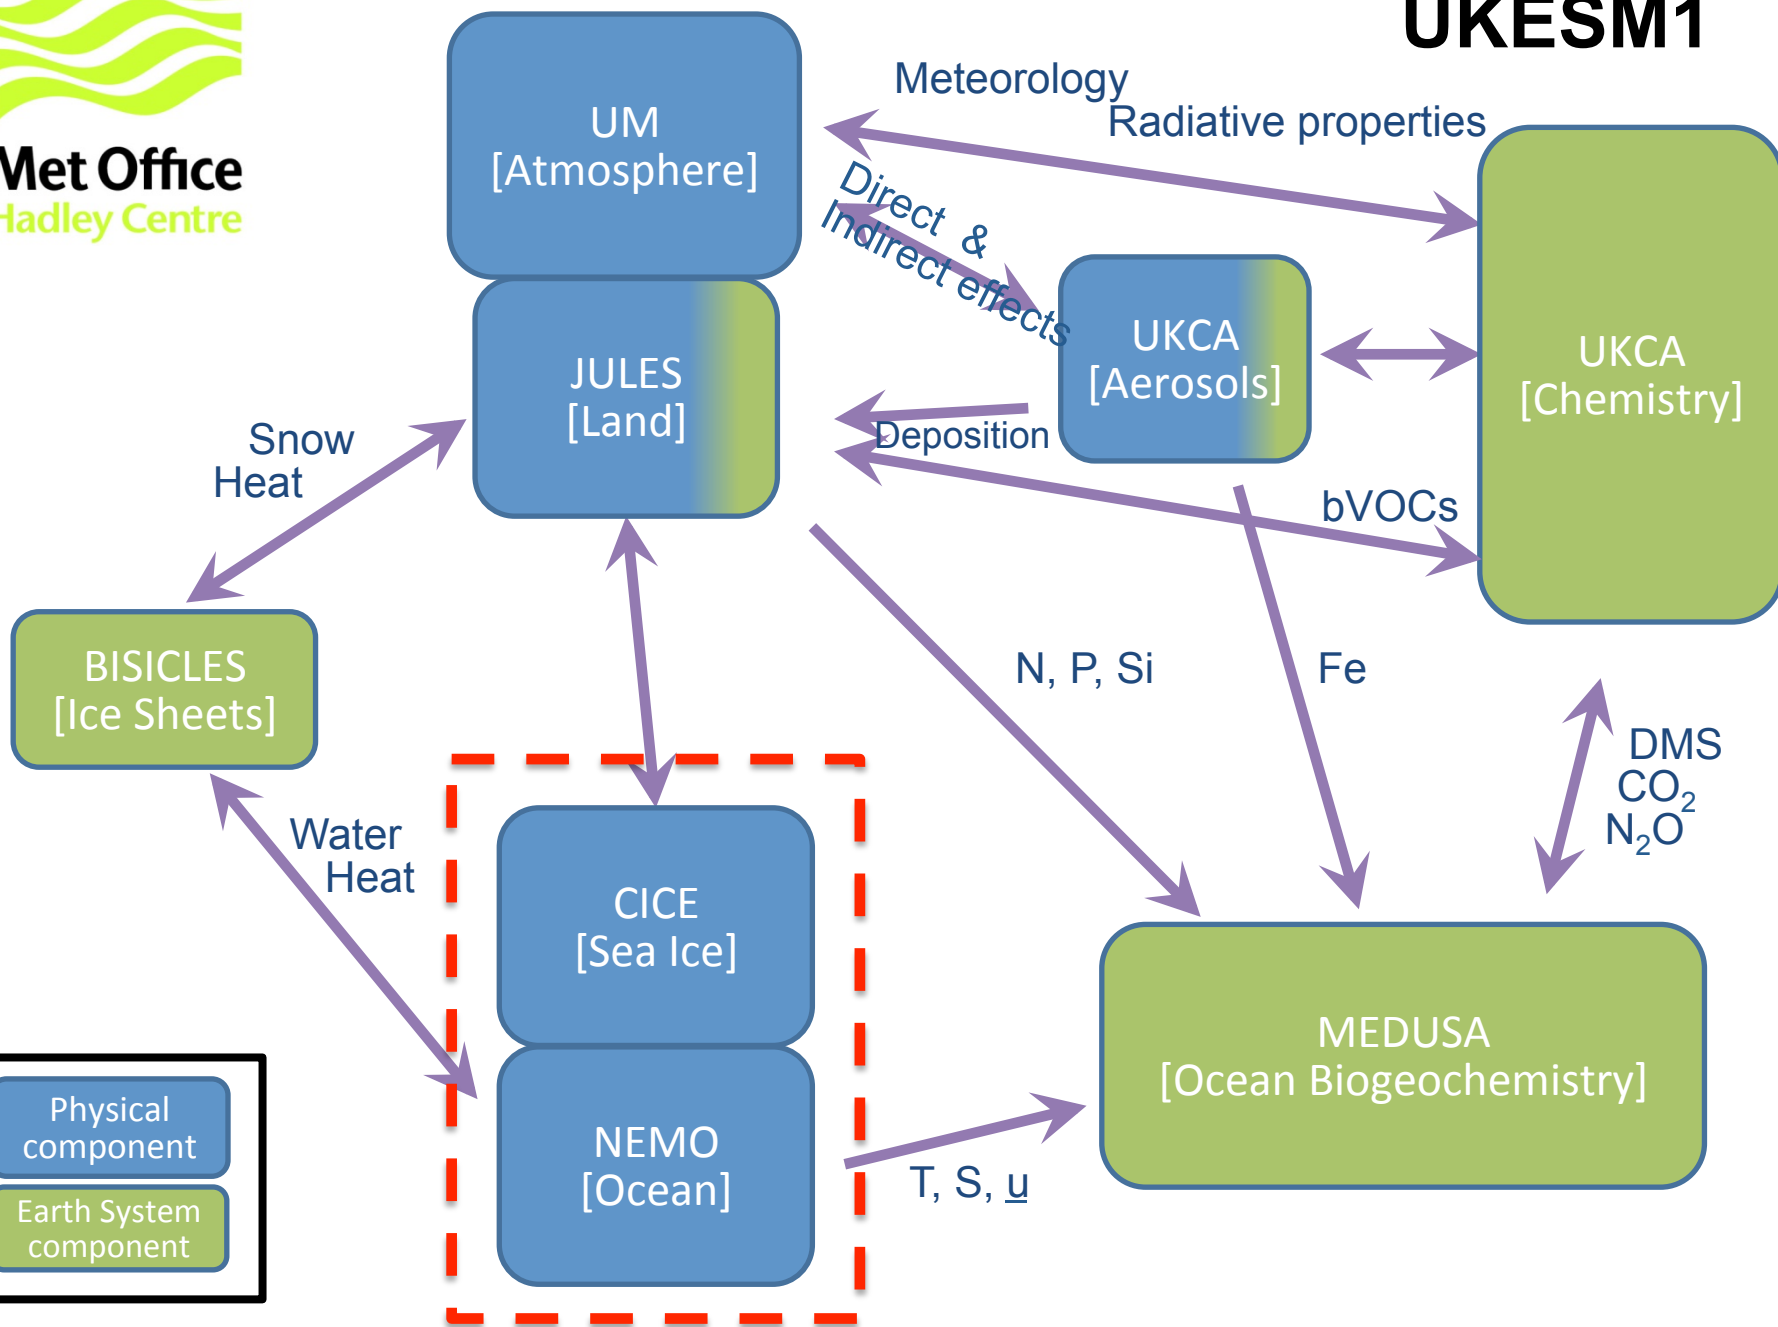 UKESM1
Met Office
Hadley Centre
UM
[Atmosphere]
Meteorology
Radiative properties
Direct &
Indirect effects
JULES
[Land]
UKCA
[Aerosols]
UKCA
[Chemistry]
Deposition
bVOCs
Snow
Heat
BISICLES
[Ice Sheets]
N, P, Si
Fe
DMS
CO₂
N₂O
Water
Heat
CICE
[Sea Ice]
NEMO
[Ocean]
MEDUSA
[Ocean Biogeochemistry]
T, S, u
Physical
component
Earth System
component